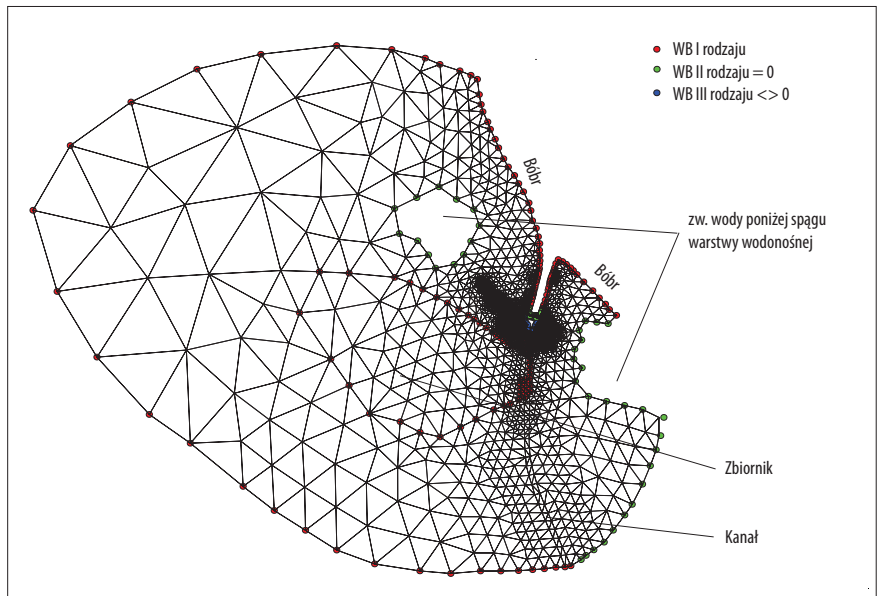 WB I rodzaju
WB II rodzaju = 0
WB III rodzaju <> 0
Bóbr
zw. wody poniżej spągu
warstwy wodonośnej
Bóbr
Zbiornik
Kanał